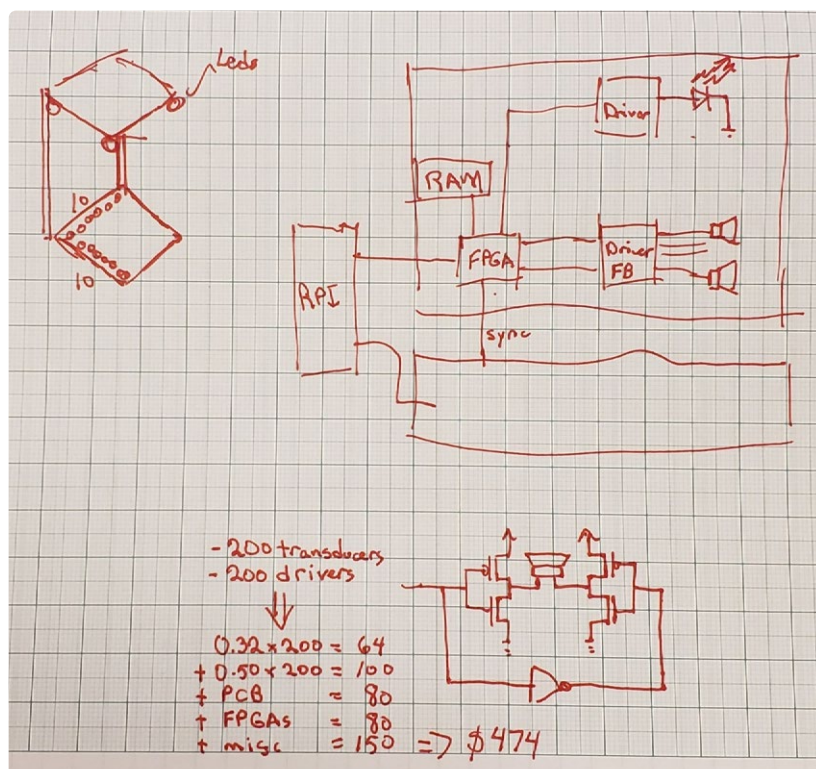 Leds
10
10
Driver
RAM
FPGA
Driver
FB
RPI
sync
- 200 transducers
- 200 drivers
0.32 x 200 = 64
+ 0.50 x 200 = 100
+ PCB = 80
+ FPGAs = 80
+ misc = 150 => $474